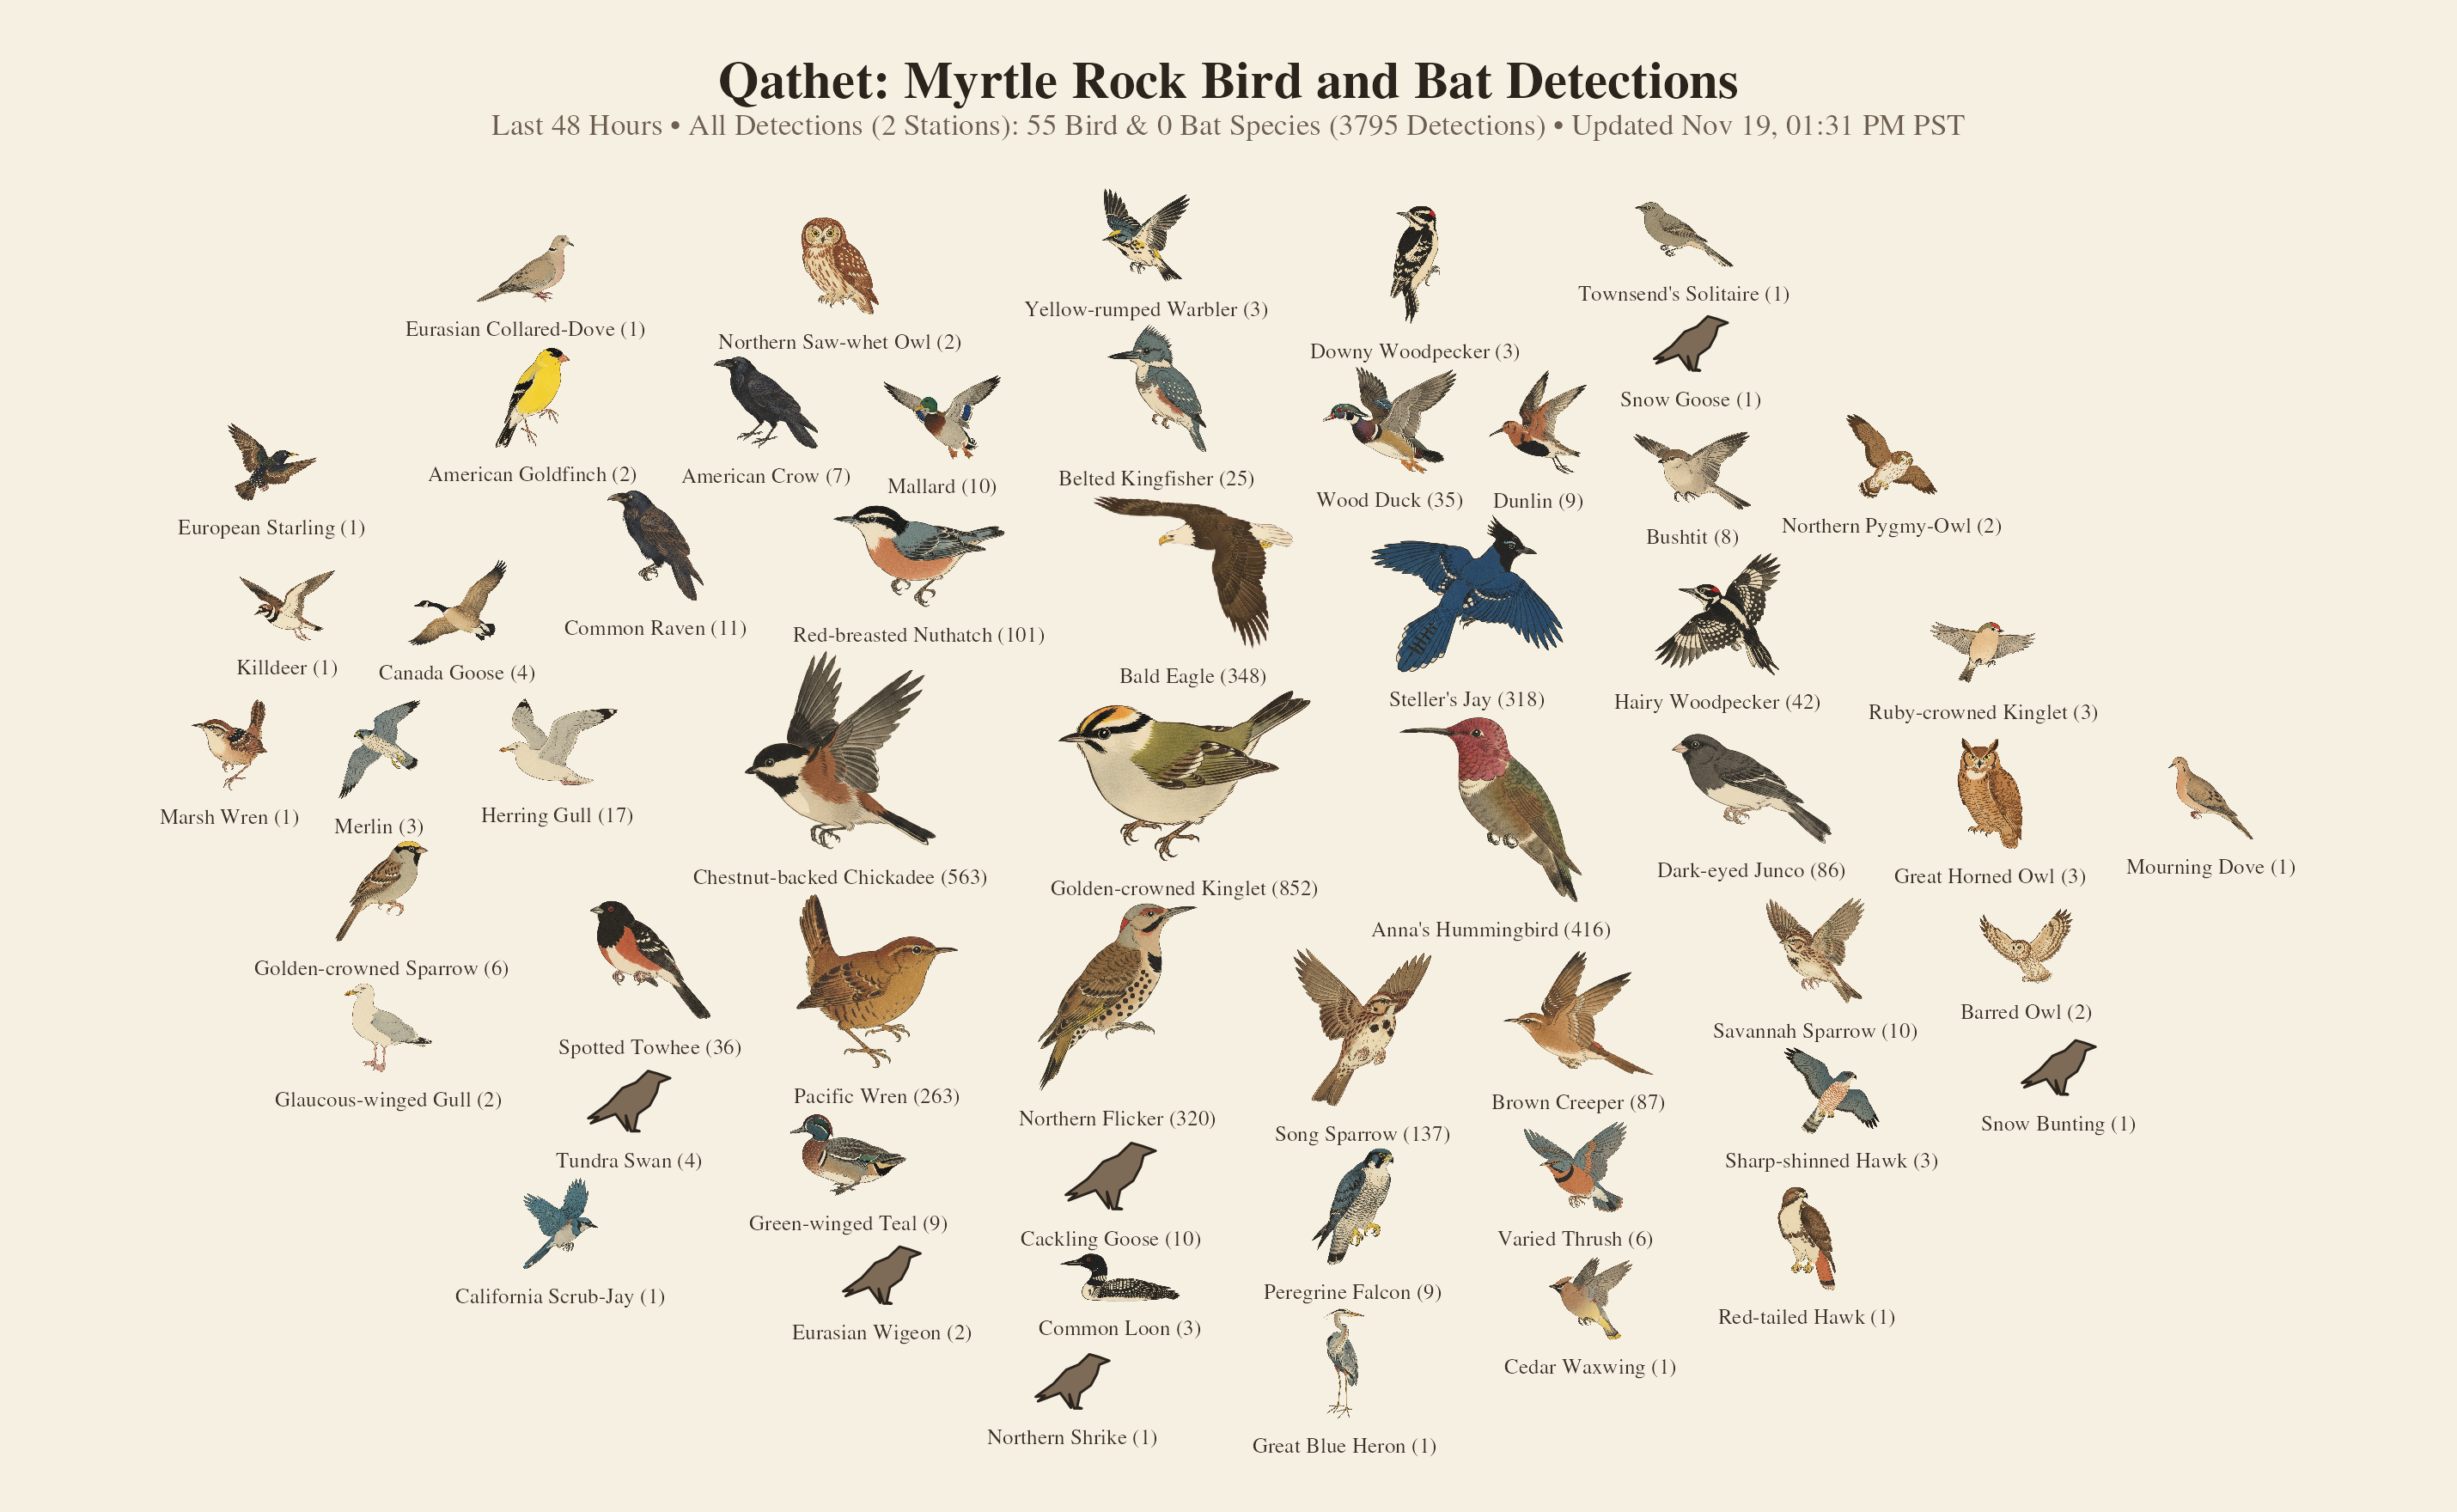 Qathet: Myrtle Rock Bird and Bat Detections
Last 48 Hours • All Detections (2 Stations): 55 Bird & 0 Bat Species (3795 Detections) • Updated Nov 19, 01:31 PM PST
Townsend's Solitaire (1)
Yellow-rumped Warbler (3)
Eurasian Collared-Dove (1)
Northern Saw-whet Owl (2)
Downy Woodpecker (3)
Snow Goose (1)
American Goldfinch (2)
American Crow (7)
Mallard (10)
Belted Kingfisher (25)
Wood Duck (35)
Dunlin (9)
European Starling (1)
Northern Pygmy-Owl (2)
Bushtit (8)
Common Raven (11)
Red-breasted Nuthatch (101)
Killdeer (1)
Canada Goose (4)
Bald Eagle (348)
Steller's Jay (318)
Hairy Woodpecker (42)
Ruby-crowned Kinglet (3)
Marsh Wren (1)
Merlin (3)
Herring Gull (17)
Chestnut-backed Chickadee (563)
Golden-crowned Kinglet (852)
Dark-eyed Junco (86)
Great Horned Owl (3)
Mourning Dove (1)
Anna's Hummingbird (416)
Golden-crowned Sparrow (6)
Spotted Towhee (36)
Savannah Sparrow (10)
Barred Owl (2)
Glaucous-winged Gull (2)
Pacific Wren (263)
Northern Flicker (320)
Song Sparrow (137)
Brown Creeper (87)
Snow Bunting (1)
Tundra Swan (4)
Sharp-shinned Hawk (3)
Green-winged Teal (9)
Cackling Goose (10)
Varied Thrush (6)
California Scrub-Jay (1)
Peregrine Falcon (9)
Red-tailed Hawk (1)
Eurasian Wigeon (2)
Common Loon (3)
Cedar Waxwing (1)
Northern Shrike (1)
Great Blue Heron (1)